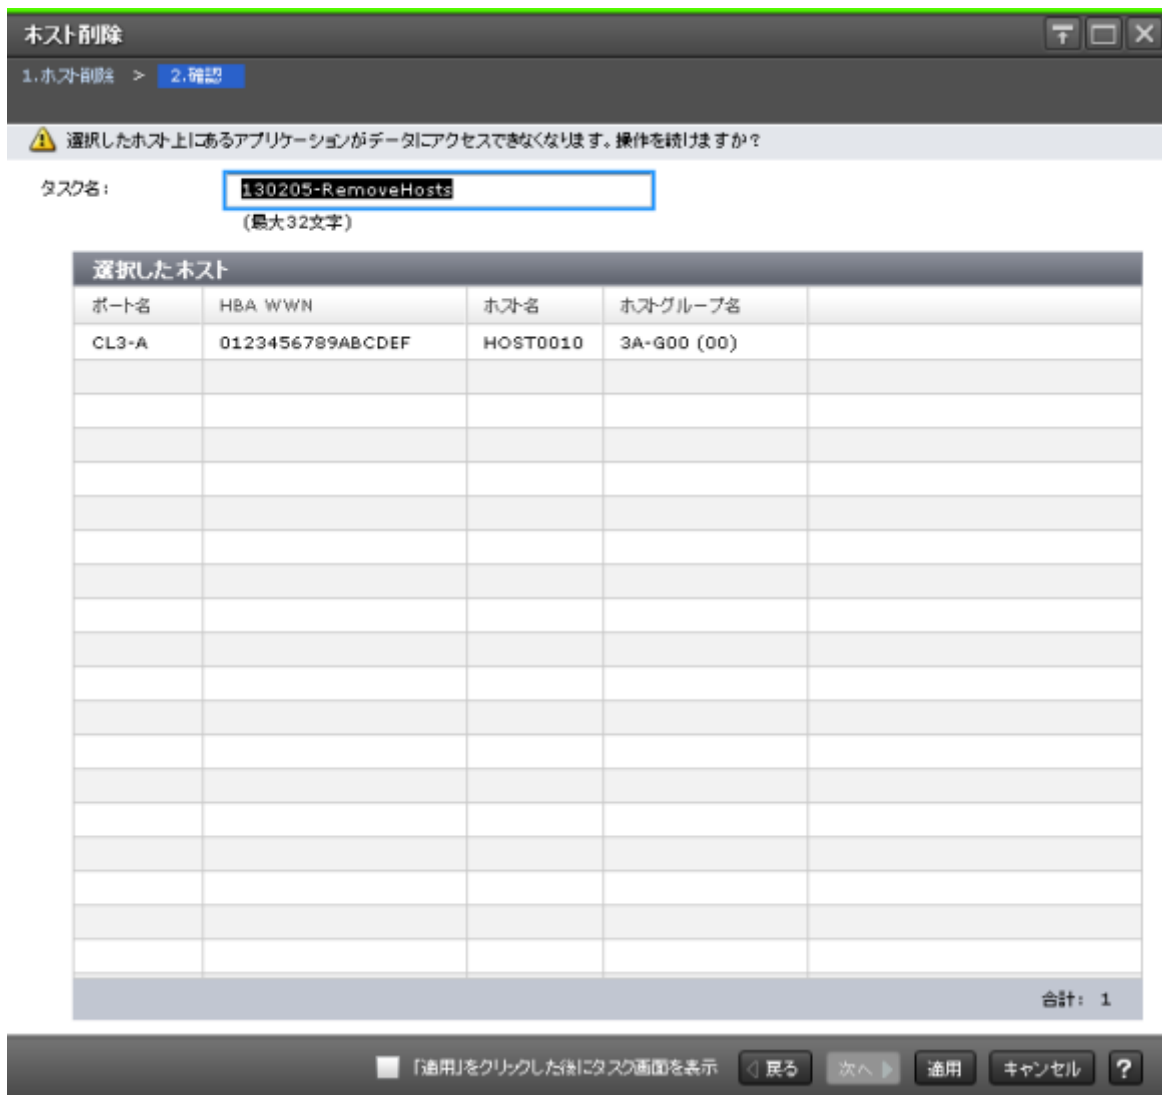 ホスト削除
1.ホスト削除 > 2.確認
選択したホスト上にあるアプリケーションがデータにアクセスできなくなります。操作を続けますか?
タスク名: 130205-RemoveHosts
(最大32文字)
選択したホスト
ポート名 HBA WWN ホスト名 ホストグループ名
CL3-A 0123456789ABCDEF HOST0010 3A-G00 (00)
合計: 1
「適用」をクリックした後にタスク画面を表示 戻る 次へ 適用 キャンセル ?